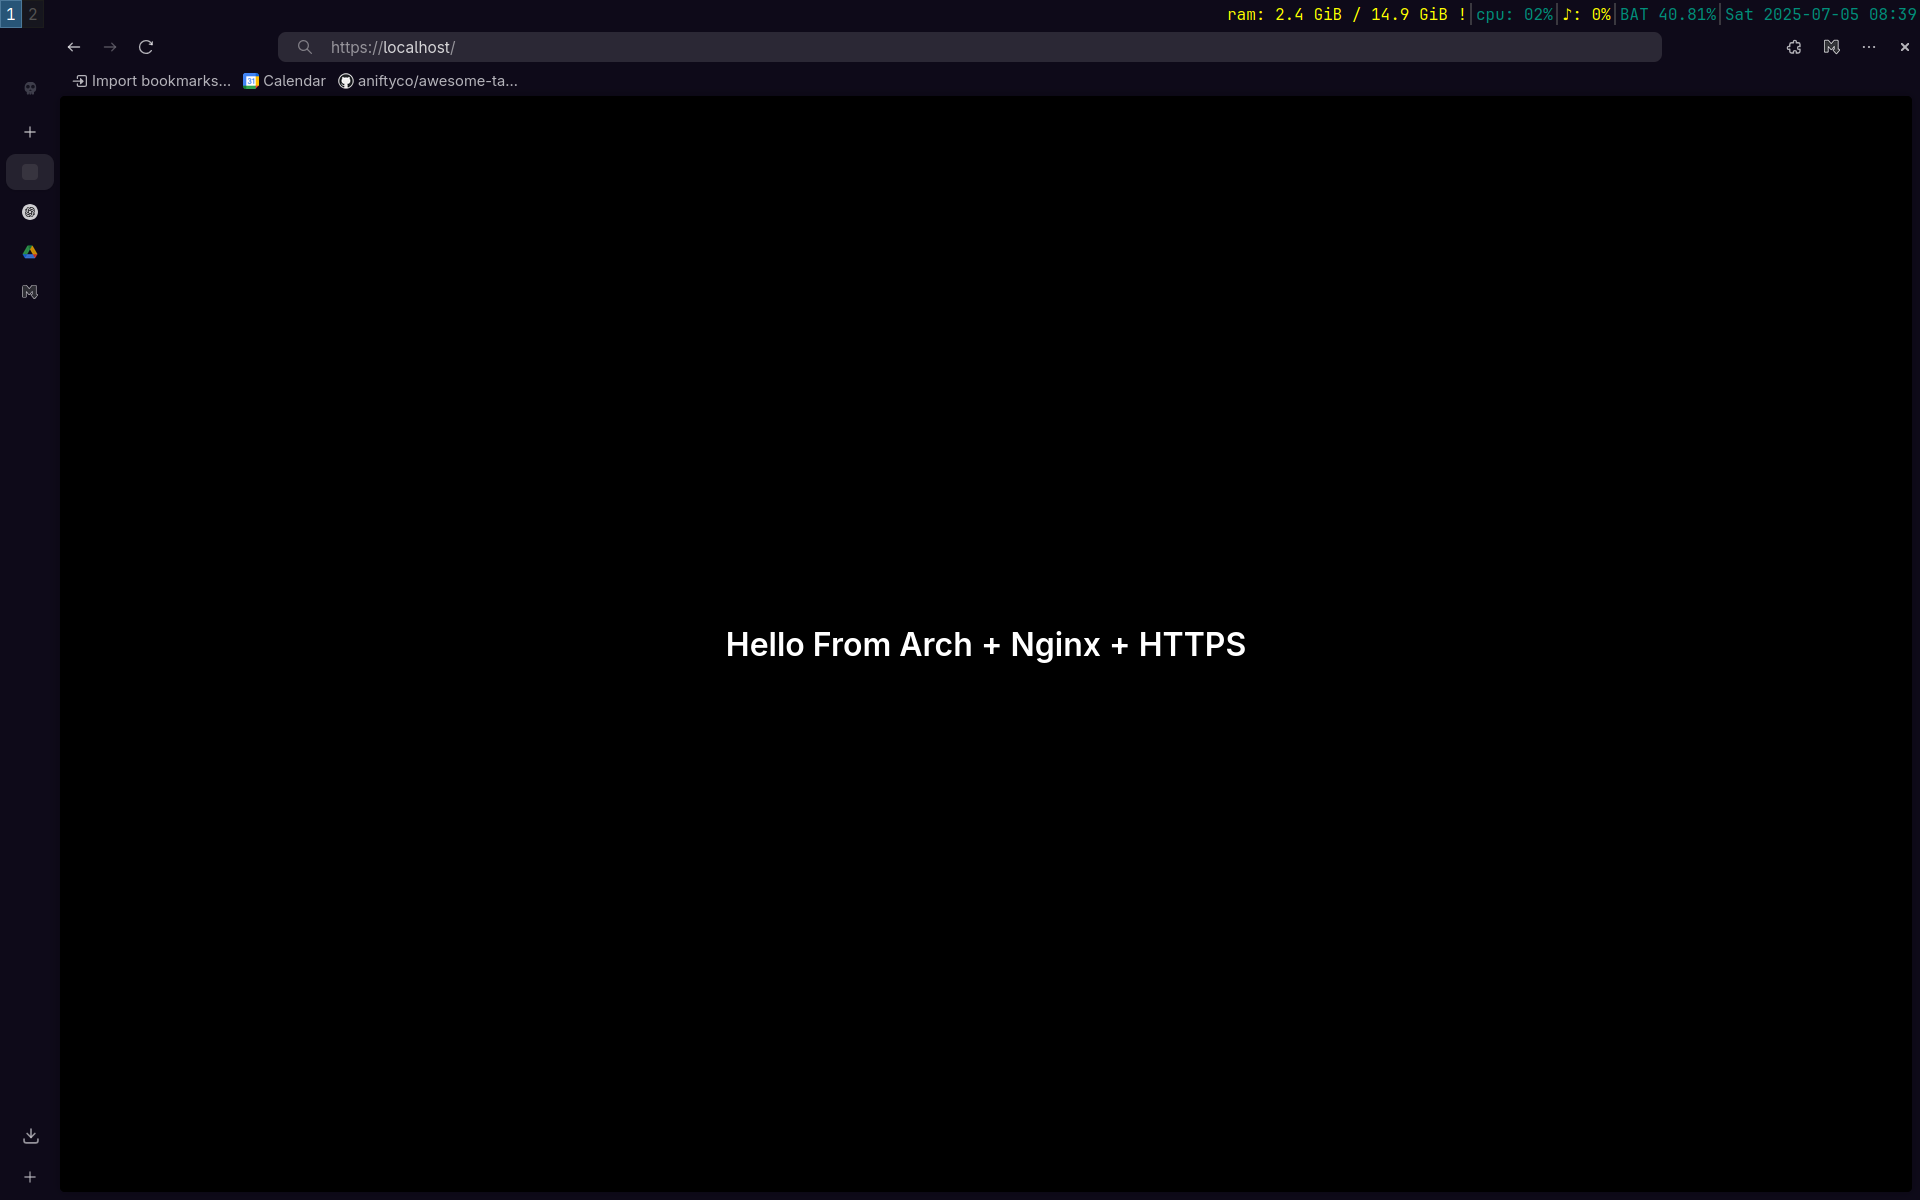 1 2 ram: 2.4 GiB / 14.9 GiB !|cpu: 02%|♪: 0%|BAT 40.81%|Sat 2025-07-05 08:39
https://localhost/
Import bookmarks... 31 Calendar aniftyco/awesome-ta...
Hello From Arch + Nginx + HTTPS